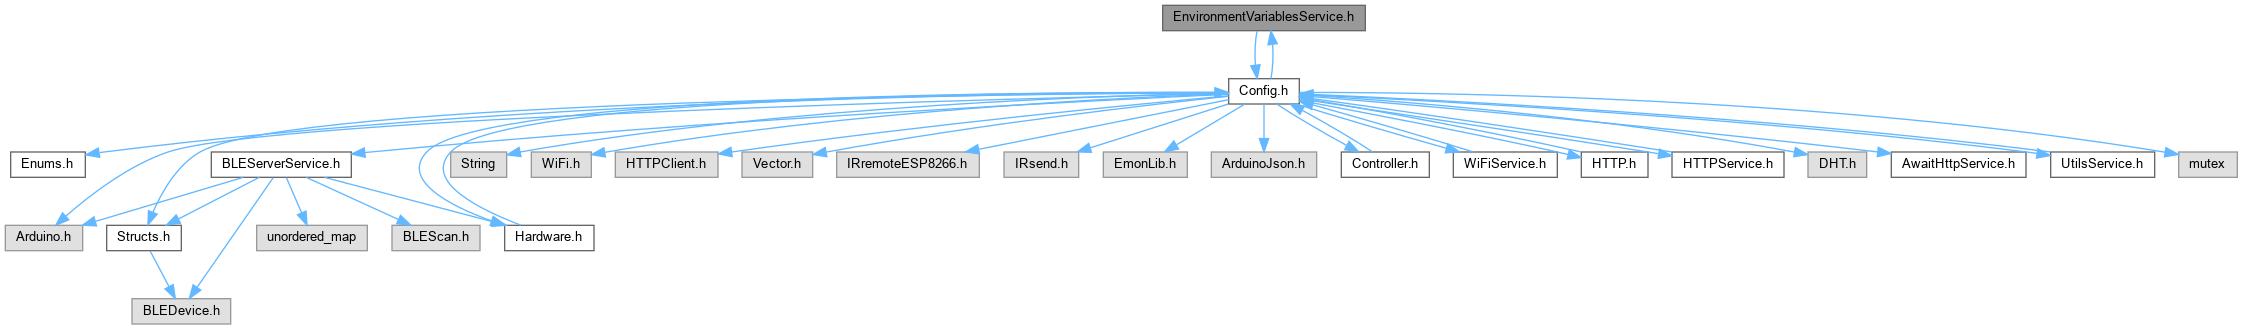 EnvironmentVariablesService.h
Config.h
Enums.h
BLEServerService.h
String
WiFi.h
HTTPClient.h
Vector.h
IRremoteESP8266.h
IRsend.h
EmonLib.h
ArduinoJson.h
Controller.h
WiFiService.h
HTTP.h
HTTPService.h
DHT.h
AwaitHttpService.h
UtilsService.h
mutex
Arduino.h
Structs.h
unordered_map
BLEScan.h
Hardware.h
BLEDevice.h